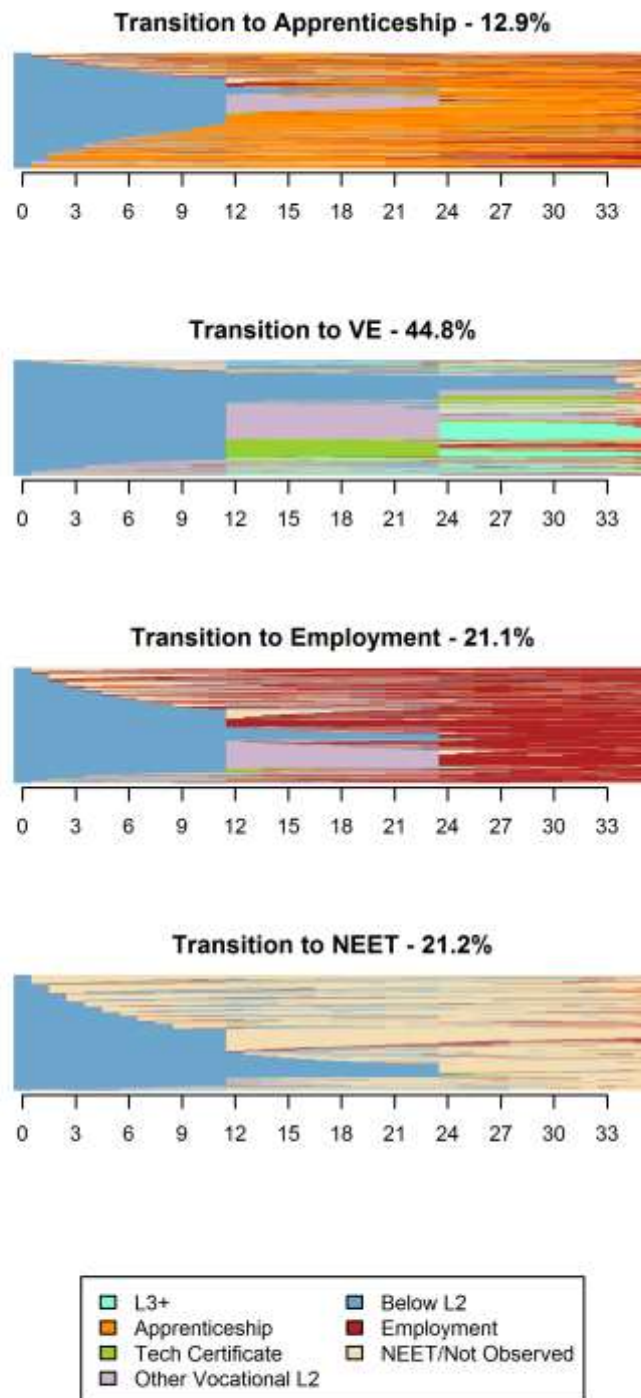 Transition to Apprenticeship - 12.9%
0 3 6 9 12 15 18 21 24 27 30 33
Transition to VE - 44.8%
0 3 6 9 12 15 18 21 24 27 30 33
Transition to Employment - 21.1%
0 3 6 9 12 15 18 21 24 27 30 33
Transition to NEET - 21.2%
0 3 6 9 12 15 18 21 24 27 30 33
L3+ Below L2
Apprenticeship Employment
Tech Certificate NEET/Not Observed
Other Vocational L2